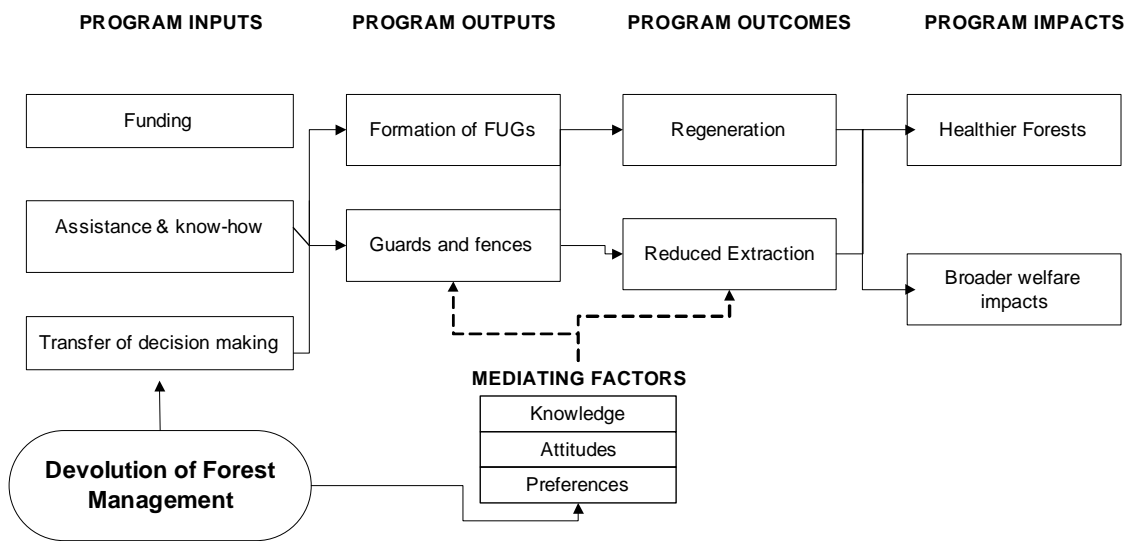 PROGRAM INPUTS
PROGRAM OUTPUTS
PROGRAM OUTCOMES
PROGRAM IMPACTS
Funding
Formation of FUGs
Regeneration
Healthier Forests
Assistance & know-how
Guards and fences
Reduced Extraction
Broader welfare
impacts
Transfer of decision making
MEDIATING FACTORS
Knowledge
Attitudes
Preferences
Devolution of Forest
Management